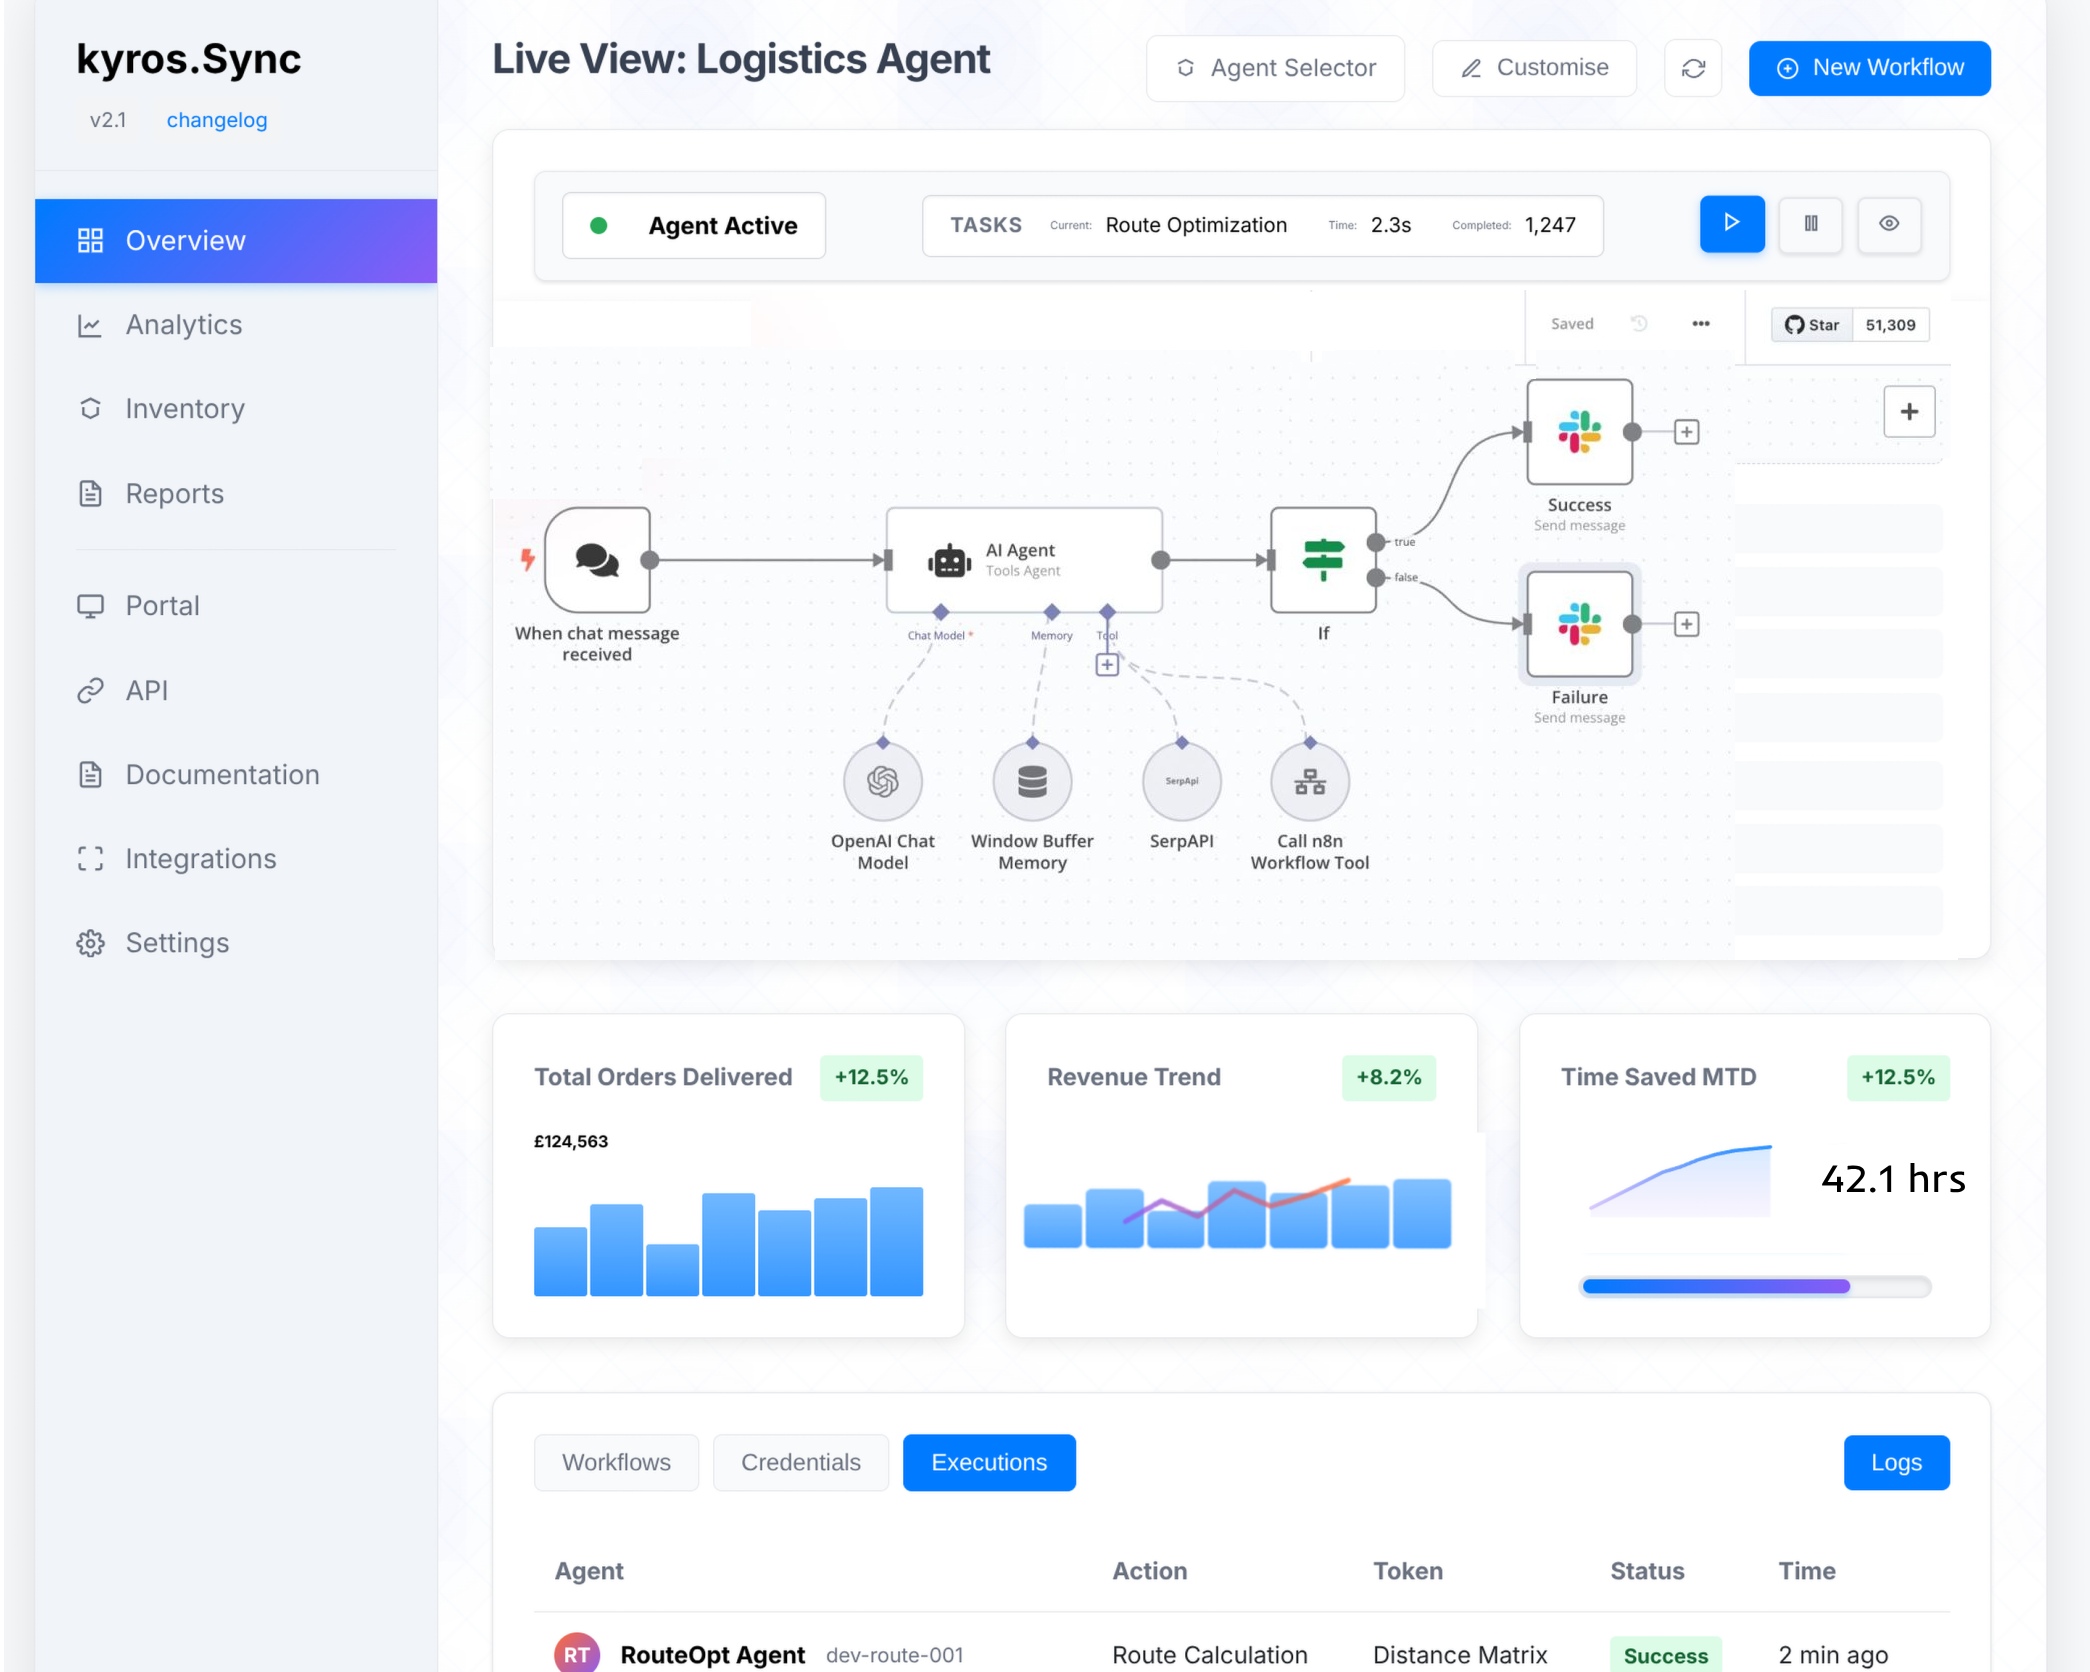 kyros.Sync
v2.1 changelog
Overview
Analytics
Inventory
Reports
Portal
API
Documentation
Integrations
Settings
Live View: Logistics Agent
Agent Selector
Customise
New Workflow
Agent Active
TASKS Current: Route Optimization Time: 2.3s Completed: 1,247
Saved
Star 51,309
When chat message
received
AI Agent
Tools Agent
Chat Model *
Memory
Tool
If
true
false
Success
Send message
Failure
Send message
OpenAI Chat
Model
Window Buffer
Memory
SerpApi
SerpAPI
Call n8n
Workflow Tool
Total Orders Delivered +12.5%
£124,563
Revenue Trend +8.2%
Time Saved MTD +12.5%
42.1 hrs
Workflows Credentials Executions Logs
Agent Action Token Status Time
RT RouteOpt Agent dev-route-001 Route Calculation Distance Matrix Success 2 min ago